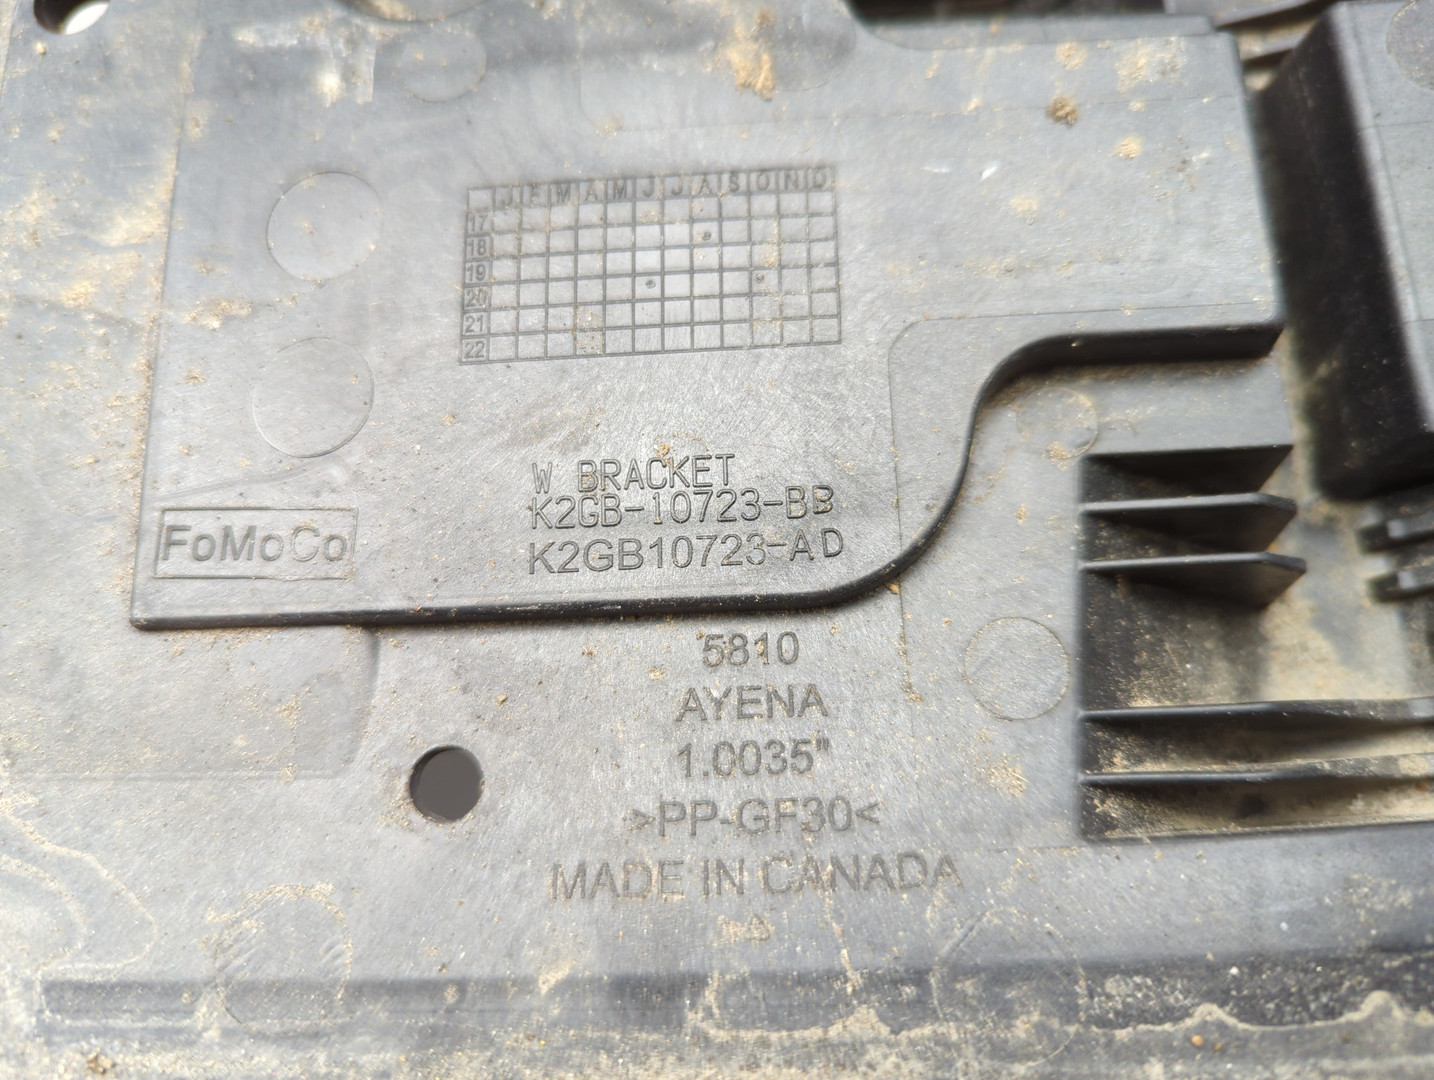 J F M A M J J A S O N D
17
18
19
20
21
22
W BRACKET
K2GB-10723-BB
K2GB10723-AD
FoMoCo
5810
AYENA
1.0035"
>PP-GF30<
MADE IN CANADA